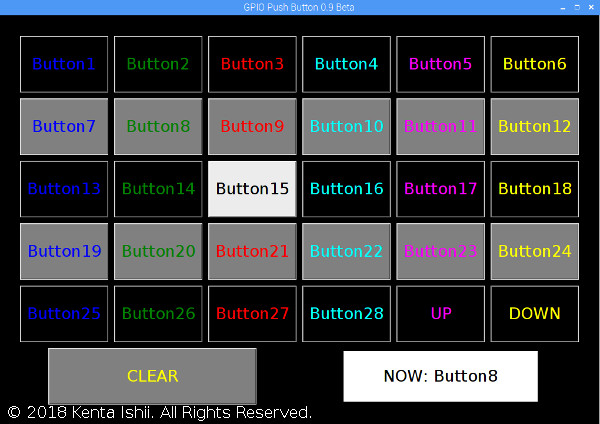 GPIO Push Button 0.9 Beta
Button1 Button2 Button3 Button4 Button5 Button6
Button7 Button8 Button9 Button10 Button11 Button12
Button13 Button14 Button15 Button16 Button17 Button18
Button19 Button20 Button21 Button22 Button23 Button24
Button25 Button26 Button27 Button28 UP DOWN
CLEAR NOW: Button8
© 2018 Kenta Ishii. All Rights Reserved.